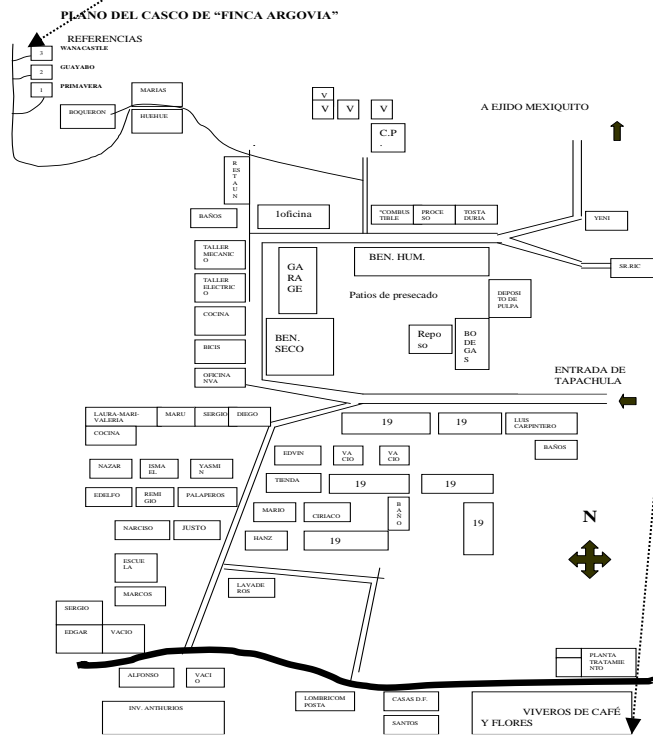 PLANO DEL CASCO DE “FINCA ARGOVIA”
REFERENCIAS
3 WANACASTLE
2 GUAYABO
1 PRIMAVERA
BOQUERON
MARIAS
HUEHUE
V
V V V
C.P
.
A EJIDO MEXIQUITO
R
ES
T A
U
N
BAÑOS
1oficina
"COMBUS
TIBLE
PROCE
SO
TOSTA
DURIA
YENI
SR.RIC
TALLER
MECANIC
O
TALLER
ELECTRIC
O
COCINA
BICIS
OFICINA
NVA
GA
RA
GE
BEN. HUM.
Patios de presecado
DEPOSI
TO DE
PULPA
BEN.
SECO
Repo
so
BO
DE
GA
S
ENTRADA DE
TAPACHULA
LAURA-MARI-
VALERIA
MARU
SERGIO
DIEGO
COCINA
19
19
LUIS
CARPINTERO
BAÑOS
EDVIN
VA
CIO
VA
CIO
NAZAR
ISMA
EL
YASMI
N
TIENDA
19
19
EDELFO
REMI
GIO
PALAPEROS
MARIO
CIRIACO
B
A
Ñ
O
19
N
NARCISO
JUSTO
HANZ
19
ESCUE
LA
MARCOS
LAVADE
ROS
SERGIO
EDGAR
VACIO
PLANTA
TRATAMIE
NTO
ALFONSO
VACI
O
LOMBRICOM
POSTA
CASAS D.F.
INV. ANTHURIOS
SANTOS
VIVEROS DE CAFÉ
Y FLORES